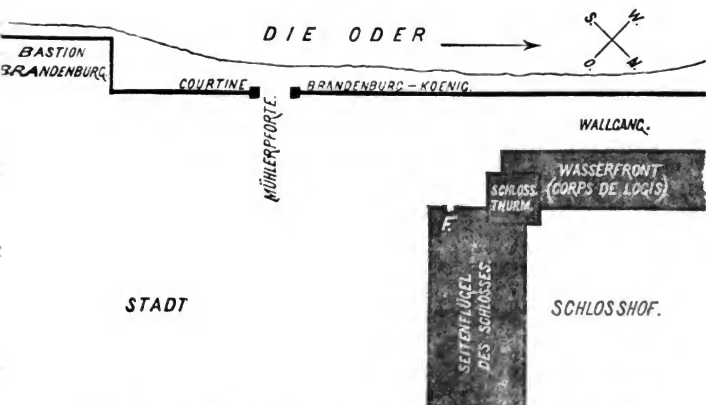 DIE ODER
S.
W.
O.
N.
BASTION
BRANDENBURG.
COURTINE
BRANDENBURG-KOENIG.
MÜHLERPFORTE.
WALLGANG.
WASSERFRONT
(CORPS DE LOGIS)
SCHLOSS
THURM.
F.
SEITENFLÜGEL
DES SCHLOSSES.
STADT
SCHLOSSHOF.